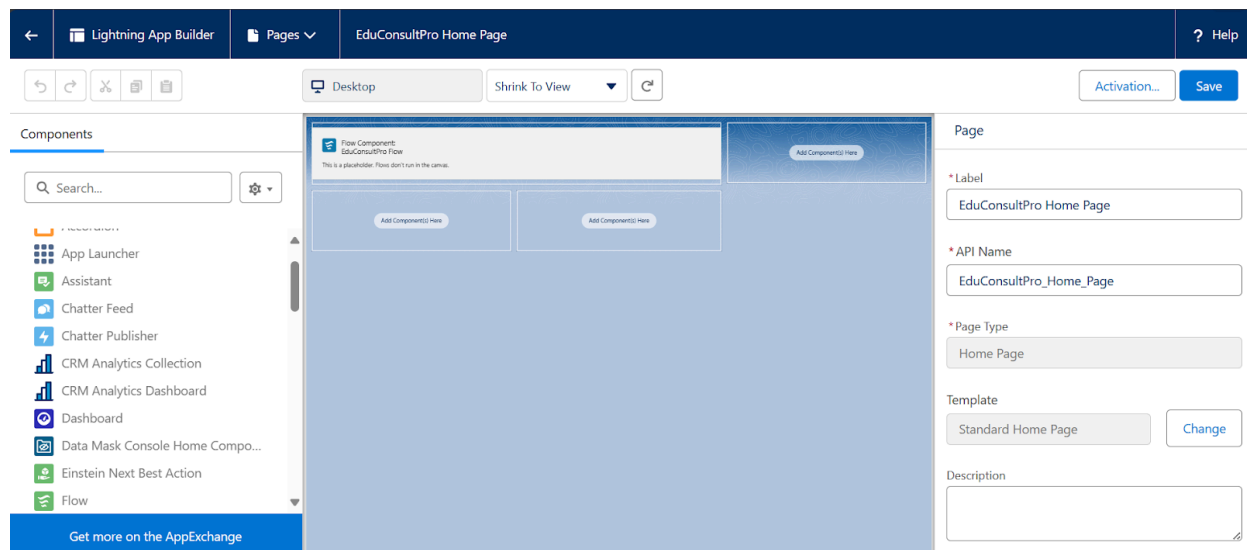 Lightning App Builder
Pages
EduConsultPro Home Page
? Help
Desktop
Shrink To View
Activation...
Save
Components
Search...
Accordion
App Launcher
Assistant
Chatter Feed
Chatter Publisher
CRM Analytics Collection
CRM Analytics Dashboard
Dashboard
Data Mask Console Home Compo...
Einstein Next Best Action
Flow
Get more on the AppExchange
Flow Component:
EduConsultPro Flow
This is a placeholder. Flows don't run in the canvas.
Add Component(s) Here
Add Component(s) Here
Add Component(s) Here
Page
*Label
EduConsultPro Home Page
*API Name
EduConsultPro_Home_Page
*Page Type
Home Page
Template
Standard Home Page
Change
Description